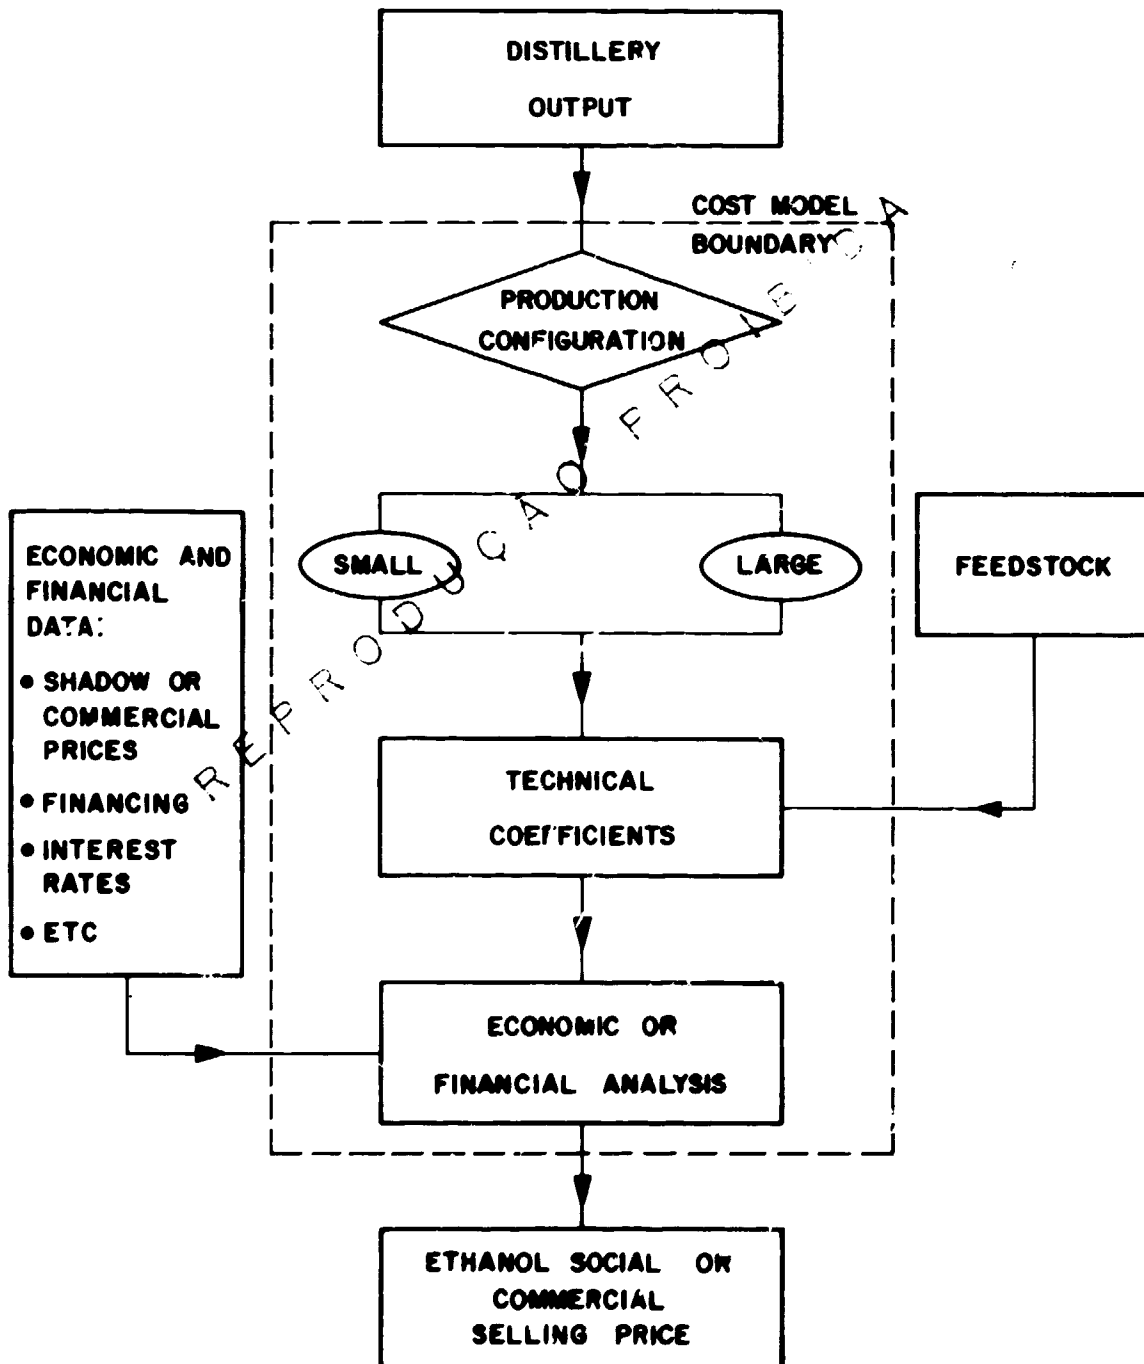 DISTILLERY
OUTPUT
COST MODEL
BOUNDARY
PRODUCTION
CONFIGURATION
SMALL
LARGE
FEEDSTOCK
ECONOMIC AND
FINANCIAL
DATA:
• SHADOW OR
COMMERCIAL
PRICES
• FINANCING
• INTEREST
RATES
• ETC
TECHNICAL
COEFFICIENTS
ECONOMIC OR
FINANCIAL ANALYSIS
ETHANOL SOCIAL OR
COMMERCIAL
SELLING PRICE
REPRODUÇAO